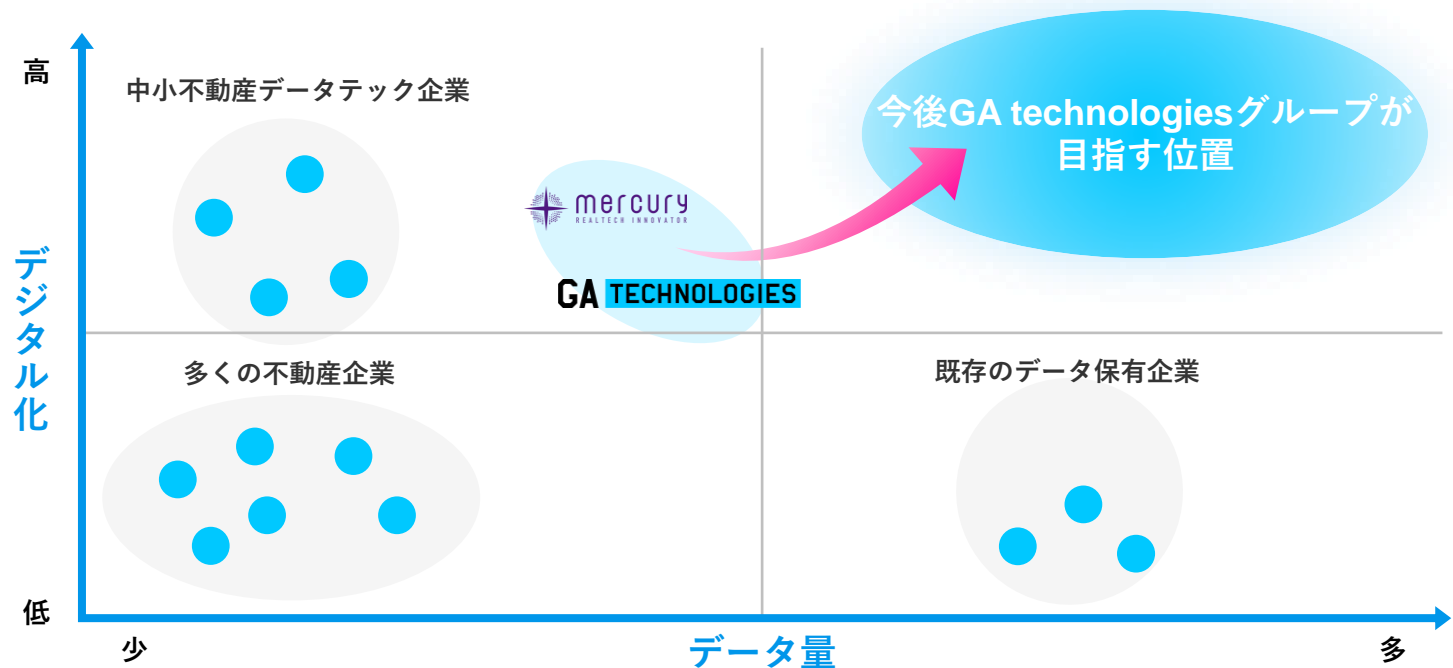 高
中小不動産データテック企業
今後GA technologiesグループが
目指す位置
mercury
REALTECH INNOVATOR
GA TECHNOLOGIES
デジタル化
多くの不動産企業
既存のデータ保有企業
低
少
データ量
多